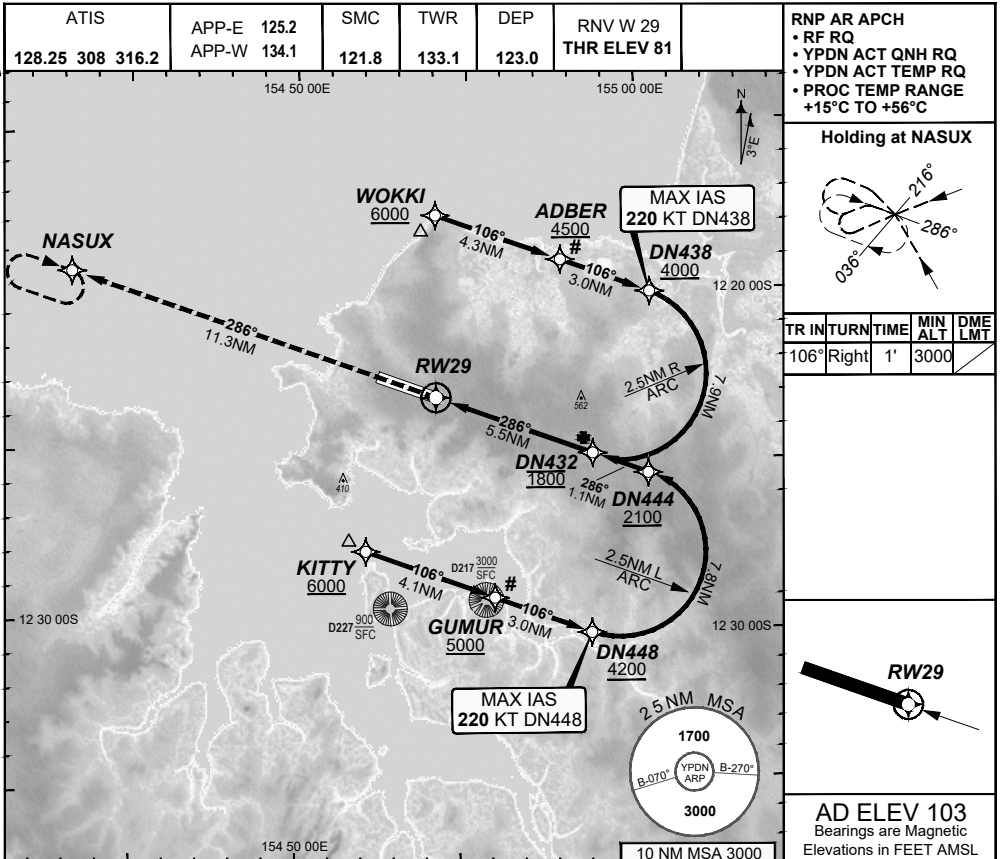 ATIS
128.25 308 316.2
APP-E 125.2
APP-W 134.1
SMC
121.8
TWR
133.1
DEP
123.0
RNV W 29
THR ELEV 81
RNP AR APCH
• RF RQ
• YPDN ACT QNH RQ
• YPDN ACT TEMP RQ
• PROC TEMP RANGE
+15°C TO +56°C
154 50 00E
155 00 00E
N
3°E
Holding at NASUX
216°
286°
036°
TR IN TURN TIME MIN ALT DME LMT
106° Right 1' 3000
WOKKI
6000
106°
4.3NM
ADBER
4500
#
106°
3.0NM
MAX IAS
220 KT DN438
DN438
4000
12 20 00S
NASUX
286°
11.3NM
RW29
2.5NM R
ARC
7.9NM
562
286°
5.5NM
DN432
1800
286°
1.1NM
DN444
2100
410
KITTY
6000
106°
4.1NM
D217 3000
SFC
#
GUMUR
5000
106°
3.0NM
2.5NM L
ARC
7.8NM
12 30 00S
D227 900
SFC
12 30 00S
DN448
4200
MAX IAS
220 KT DN448
25 NM MSA
1700
YPDN
ARP
B-070°
B-270°
3000
10 NM MSA 3000
154 50 00E
RW29
AD ELEV 103
Bearings are Magnetic
Elevations in FEET AMSL